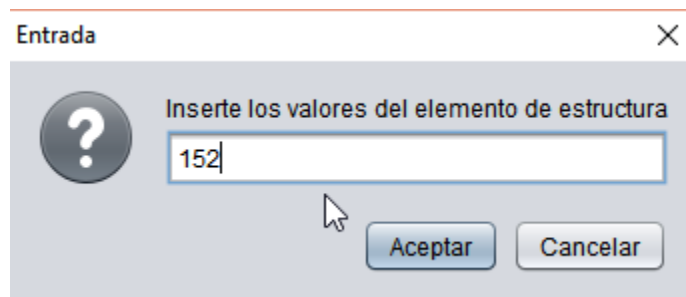 Entrada
Inserte los valores del elemento de estructura
152
Aceptar Cancelar